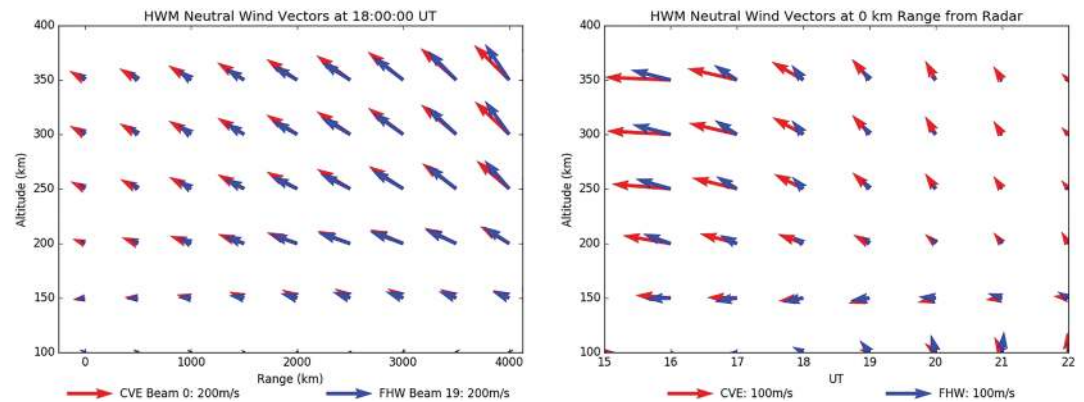 HWM Neutral Wind Vectors at 18:00:00 UT
400
350
300
250
200
150
100
Altitude (km)
0
1000
2000
3000
4000
Range (km)
CVE Beam 0: 200m/s
FHW Beam 19: 200m/s
HWM Neutral Wind Vectors at 0 km Range from Radar
400
350
300
250
200
150
100
Altitude (km)
15
16
17
18
19
20
21
22
UT
CVE: 100m/s
FHW: 100m/s